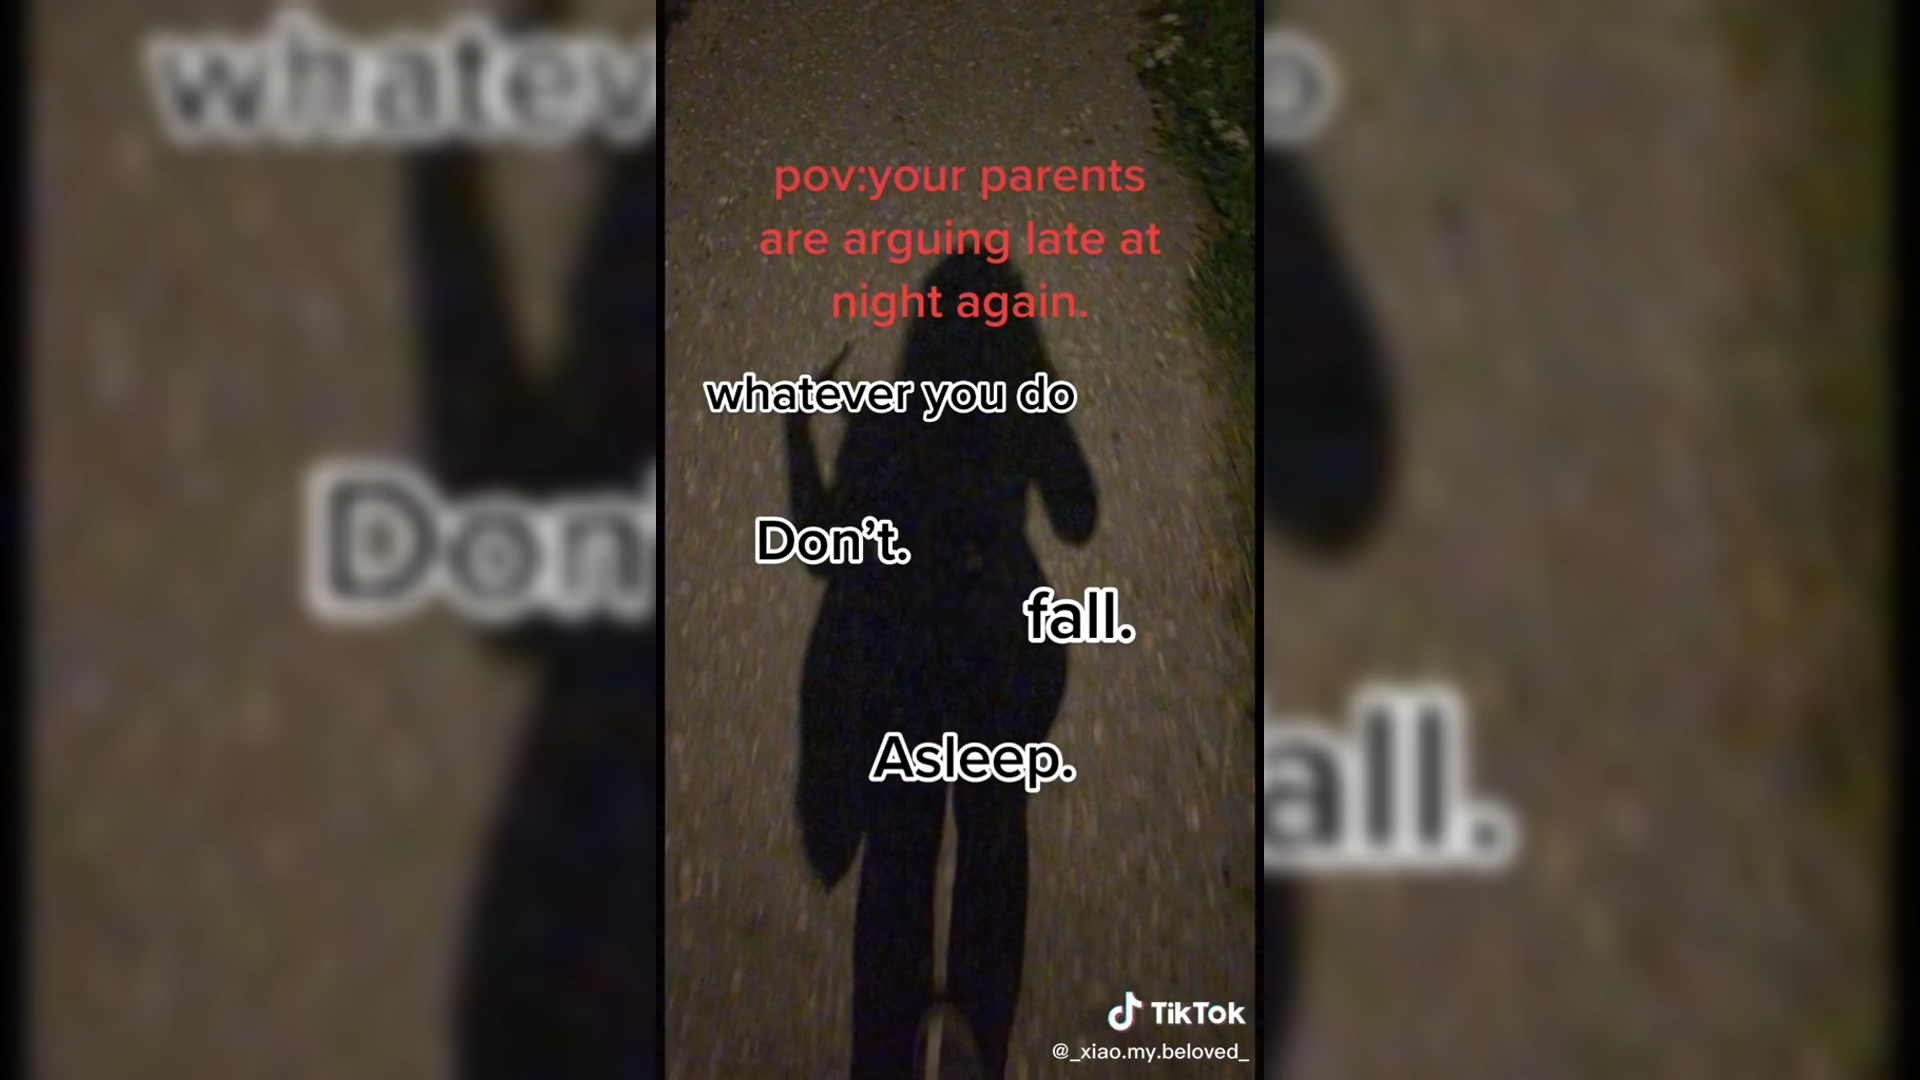 pov:your parents
are arguing late at
night again.
whatever you do
Don't.
fall.
Asleep.
TikTok
@_xiao.my.beloved_